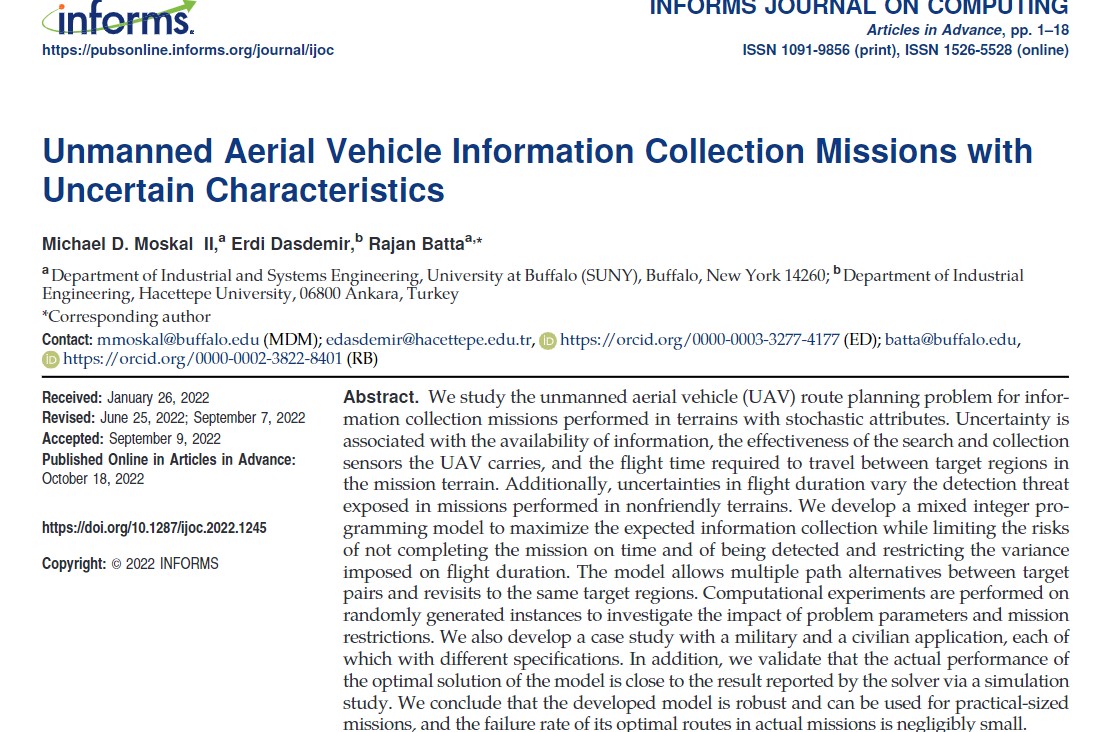 informs.
INFORMS JOURNAL ON COMPUTING
https://pubsonline.informs.org/journal/ijoc
Articles in Advance, pp. 1–18
ISSN 1091-9856 (print), ISSN 1526-5528 (online)
Unmanned Aerial Vehicle Information Collection Missions with
Uncertain Characteristics
Michael D. Moskal II,a Erdi Dasdemir,b Rajan Battaa,*
a Department of Industrial and Systems Engineering, University at Buffalo (SUNY), Buffalo, New York 14260; b Department of Industrial
Engineering, Hacettepe University, 06800 Ankara, Turkey
*Corresponding author
Contact: mmoskal@buffalo.edu (MDM); edasdemir@hacettepe.edu.tr, iD https://orcid.org/0000-0003-3277-4177 (ED); batta@buffalo.edu,
iD https://orcid.org/0000-0002-3822-8401 (RB)
Received: January 26, 2022
Revised: June 25, 2022; September 7, 2022
Accepted: September 9, 2022
Published Online in Articles in Advance:
October 18, 2022
https://doi.org/10.1287/ijoc.2022.1245
Copyright: © 2022 INFORMS
Abstract. We study the unmanned aerial vehicle (UAV) route planning problem for infor-
mation collection missions performed in terrains with stochastic attributes. Uncertainty is
associated with the availability of information, the effectiveness of the search and collection
sensors the UAV carries, and the flight time required to travel between target regions in
the mission terrain. Additionally, uncertainties in flight duration vary the detection threat
exposed in missions performed in nonfriendly terrains. We develop a mixed integer pro-
gramming model to maximize the expected information collection while limiting the risks
of not completing the mission on time and of being detected and restricting the variance
imposed on flight duration. The model allows multiple path alternatives between target
pairs and revisits to the same target regions. Computational experiments are performed on
randomly generated instances to investigate the impact of problem parameters and mission
restrictions. We also develop a case study with a military and a civilian application, each of
which with different specifications. In addition, we validate that the actual performance of
the optimal solution of the model is close to the result reported by the solver via a simulation
study. We conclude that the developed model is robust and can be used for practical-sized
missions, and the failure rate of its optimal routes in actual missions is negligibly small.